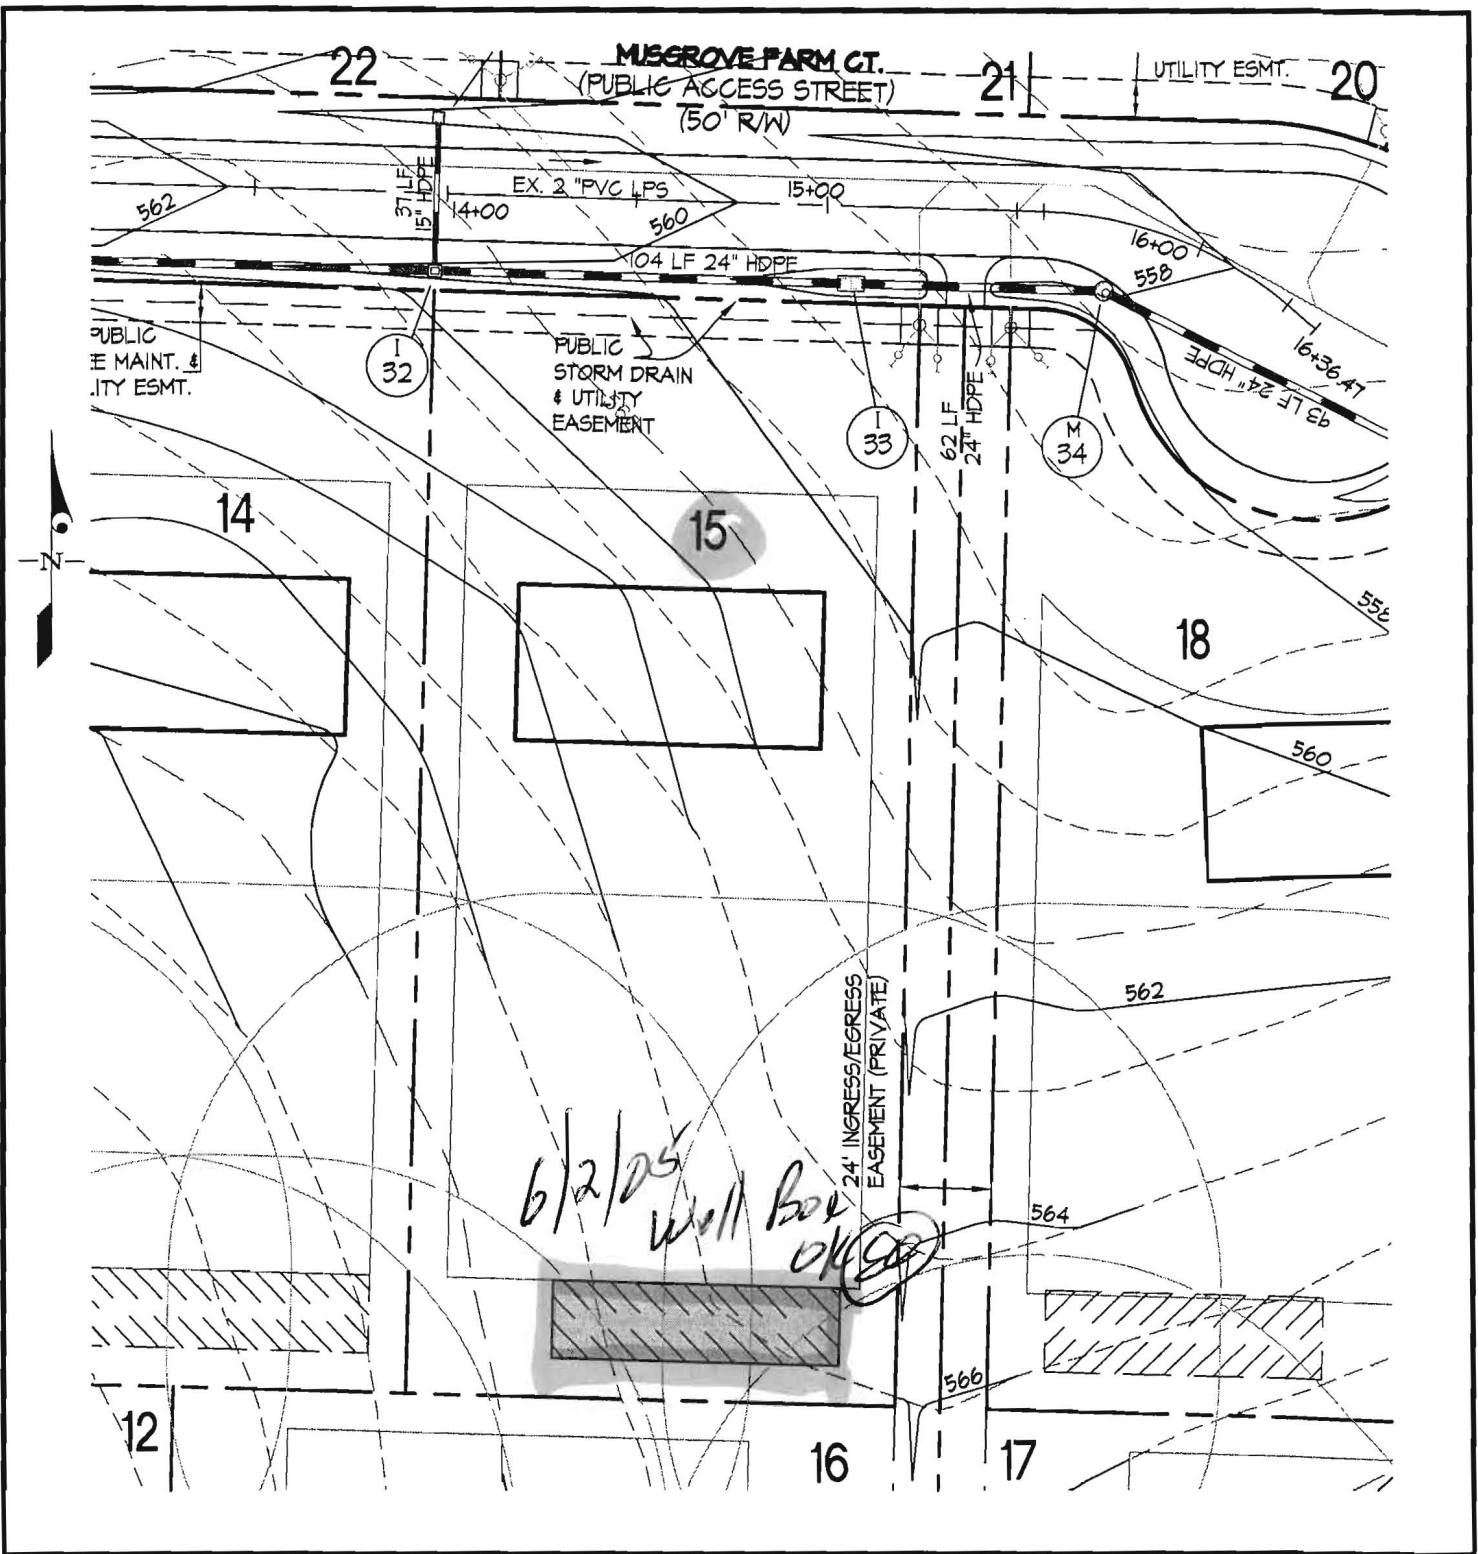 22
MUSGROVE FARM CT.
(PUBLIC ACCESS STREET)
(50' R/W)
21
UTILITY ESMT.
20
562
37 LF
15" HDPE
14+00
EX. 2 "PVC LPS
560
15+00
16+00
558
104 LF 24" HDPE
16+36.47
93 LF 24" HDPE
PUBLIC
E MAINT. &
.ITY ESMT.
I
32
PUBLIC
STORM DRAIN
& UTILITY
EASEMENT
I
33
62 LF
24" HDPE
M
34
14
15
N
18
558
560
562
24' INGRESS/EGRESS
EASEMENT (PRIVATE)
6/2/05
Well Box
OK
564
566
12
16
17